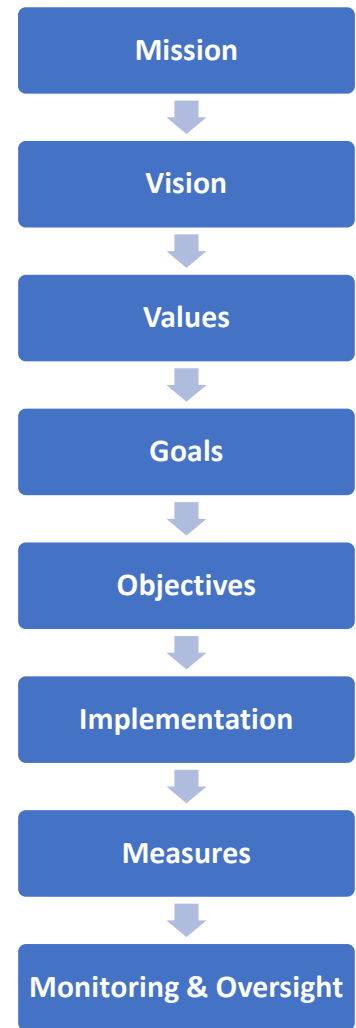 Mission
Vision
Values
Goals
Objectives
Implementation
Measures
Monitoring & Oversight